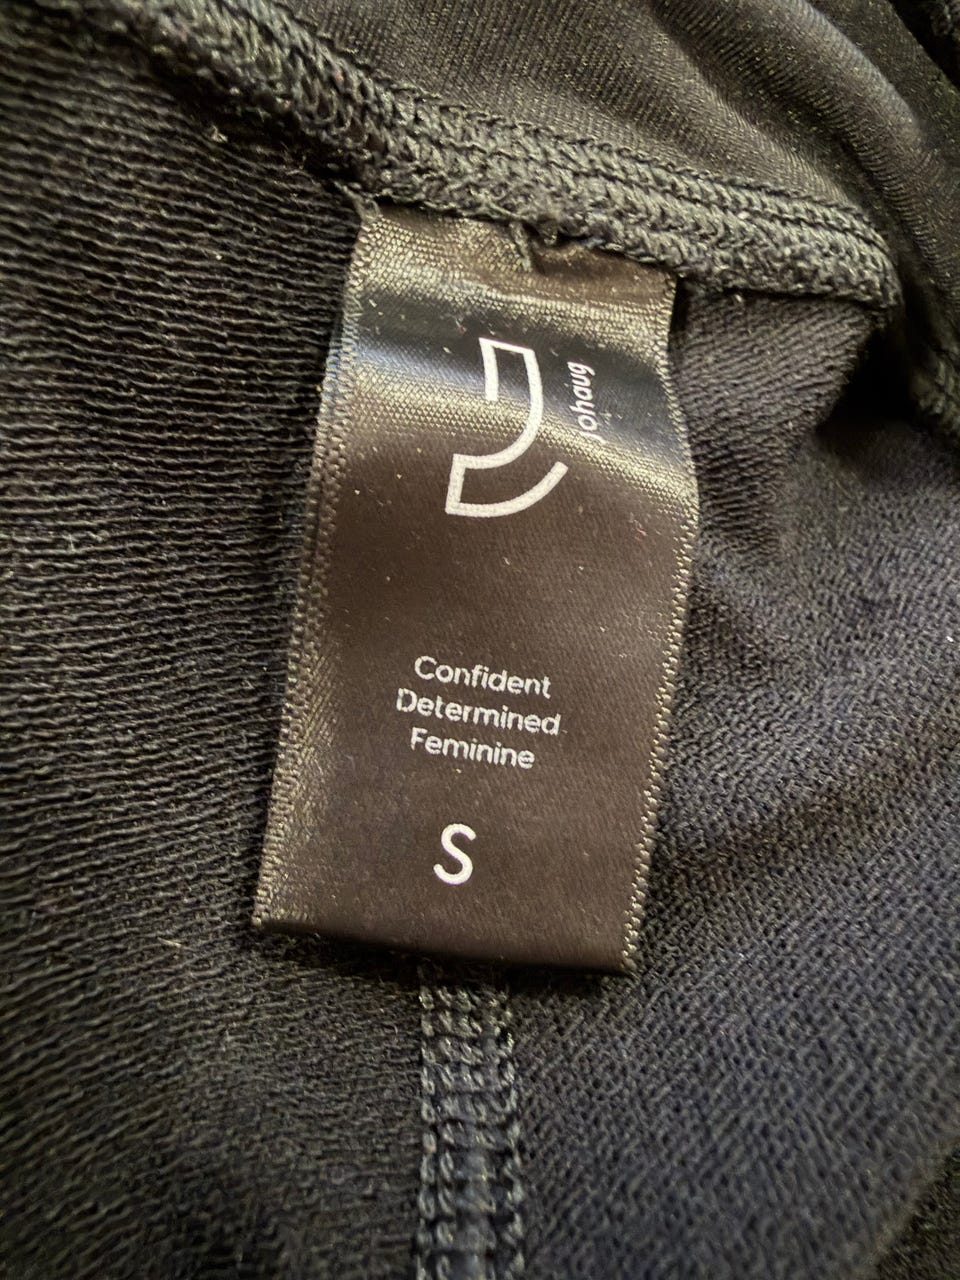 Johaug
Confident
Determined
Feminine
S